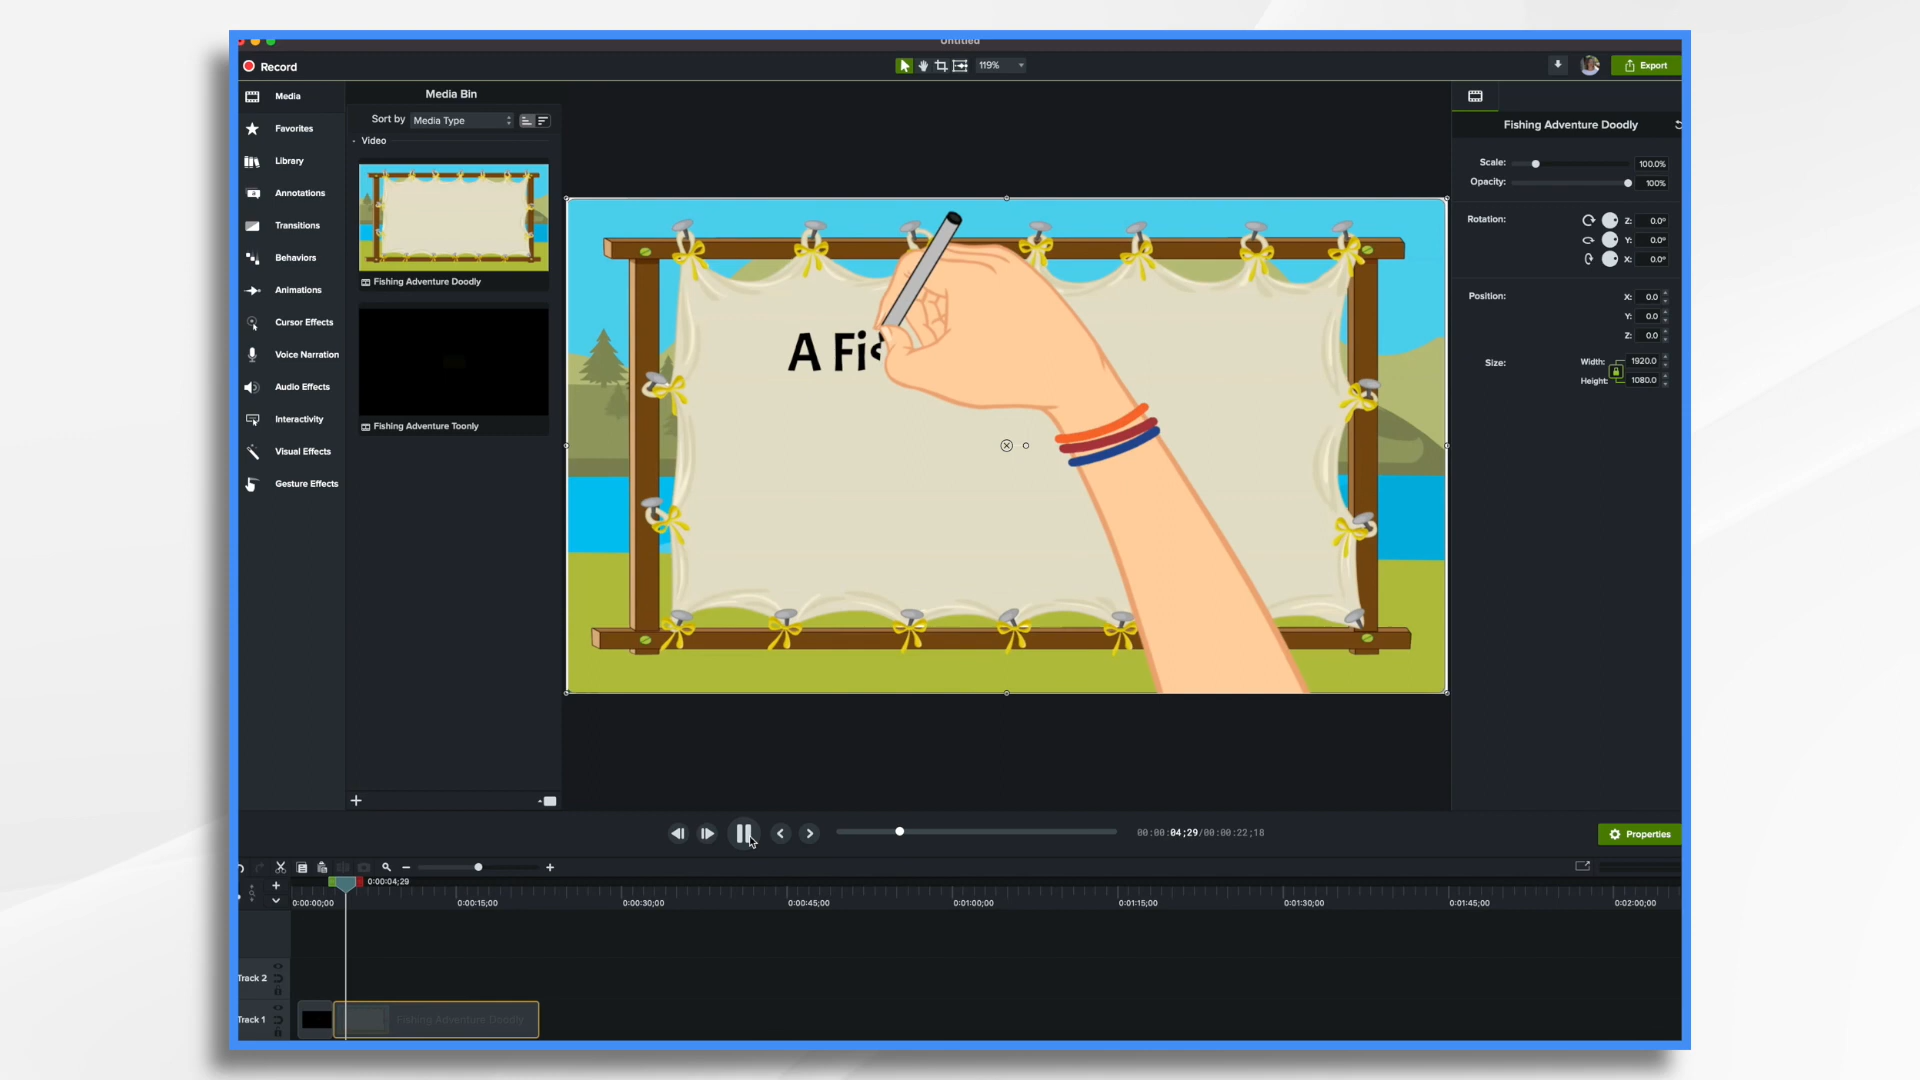 Untitled
Record
119%
Export
Media
Favorites
Library
Annotations
Transitions
Behaviors
Animations
Cursor Effects
Voice Narration
Audio Effects
Interactivity
Visual Effects
Gesture Effects
Media Bin
Sort by Media Type
Video
Fishing Adventure Doodly
Fishing Adventure Toonly
A Fis
Fishing Adventure Doodly
Scale: 100.0%
Opacity: 100%
Rotation: Z: 0.0°
Y: 0.0°
X: 0.0°
Position: X: 0.0
Y: 0.0
Z: 0.0
Size: Width: 1920.0
Height: 1080.0
00:00:04;29/00:00:22;18
Properties
0:00:04;29
0:00:00;00 0:00:15;00 0:00:30;00 0:00:45;00 0:01:00;00 0:01:15;00 0:01:30;00 0:01:45;00 0:02:00;00
Track 2
Track 1
Fishing Adventure Doodly